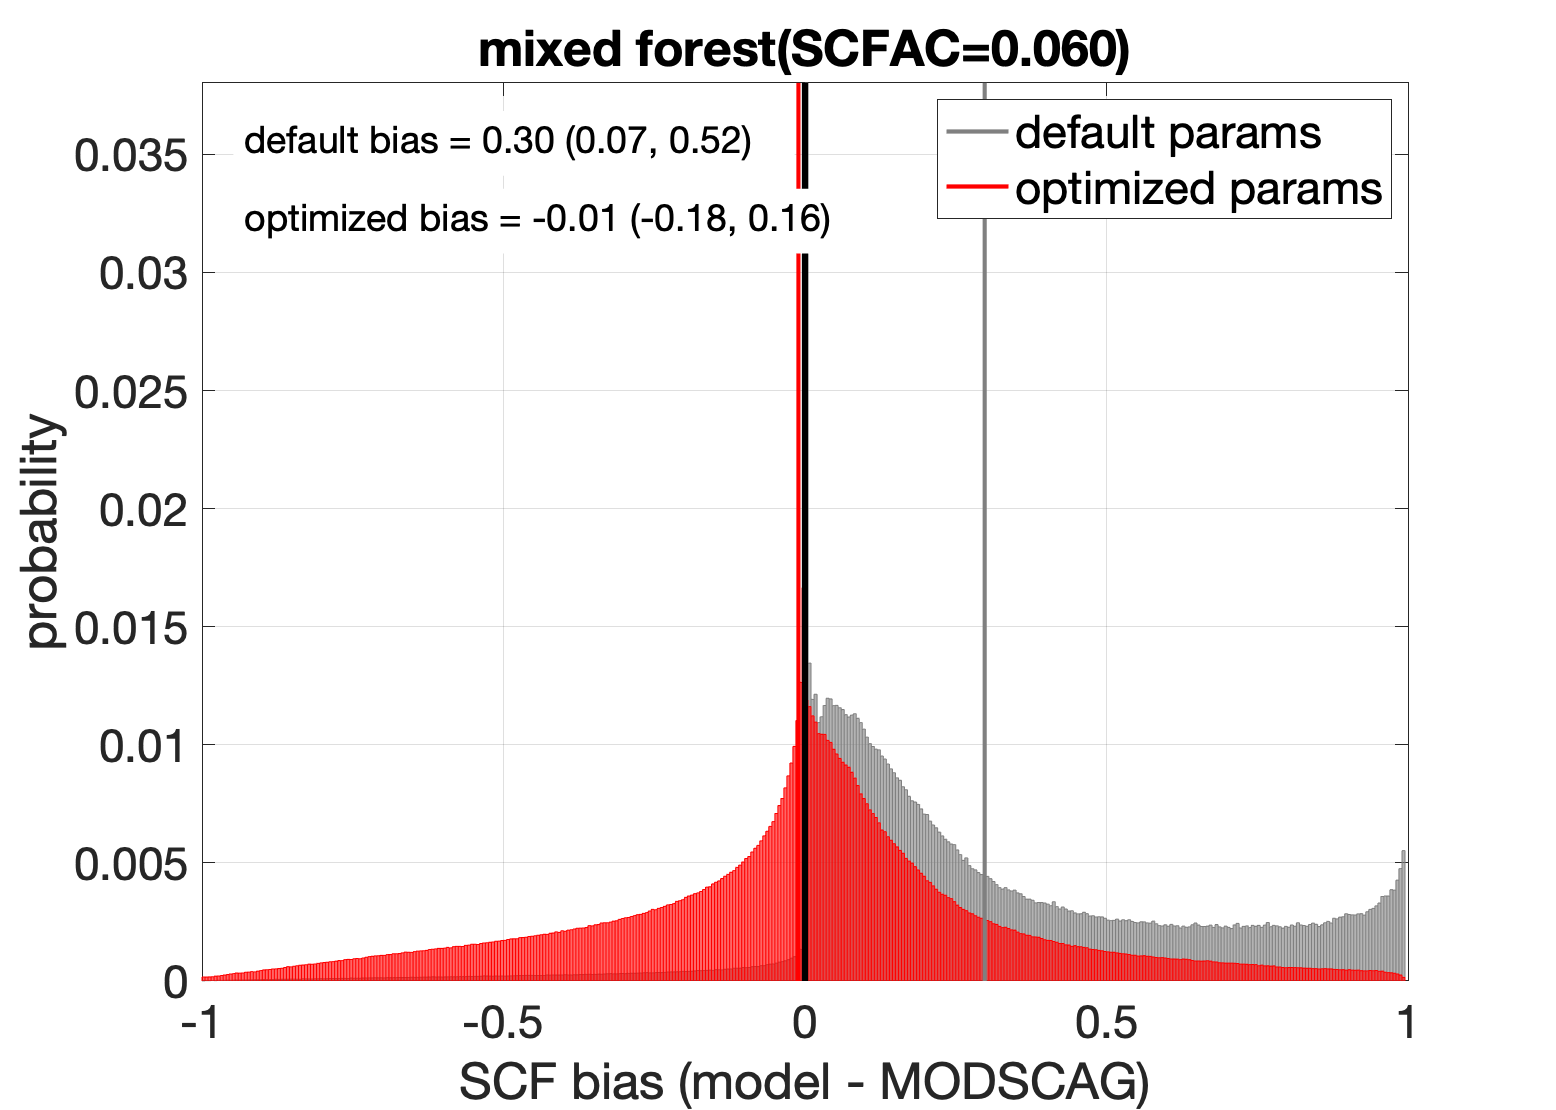 mixed forest(SCFAC=0.060)
default bias = 0.30 (0.07, 0.52)
optimized bias = -0.01 (-0.18, 0.16)
default params
optimized params
probability
0.035
0.03
0.025
0.02
0.015
0.01
0.005
0
-1
-0.5
0
0.5
1
SCF bias (model - MODSCAG)